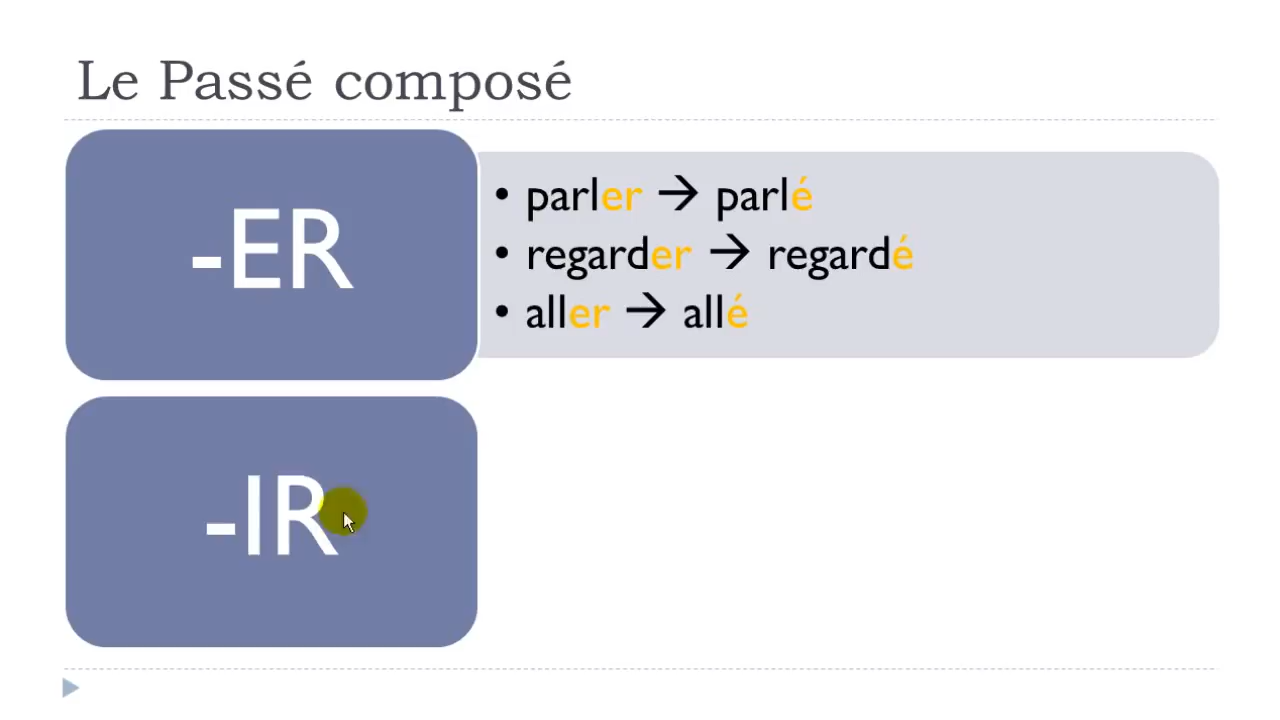 Le Passé composé
-ER
• parler → parlé
• regarder → regardé
• aller → allé
-IR